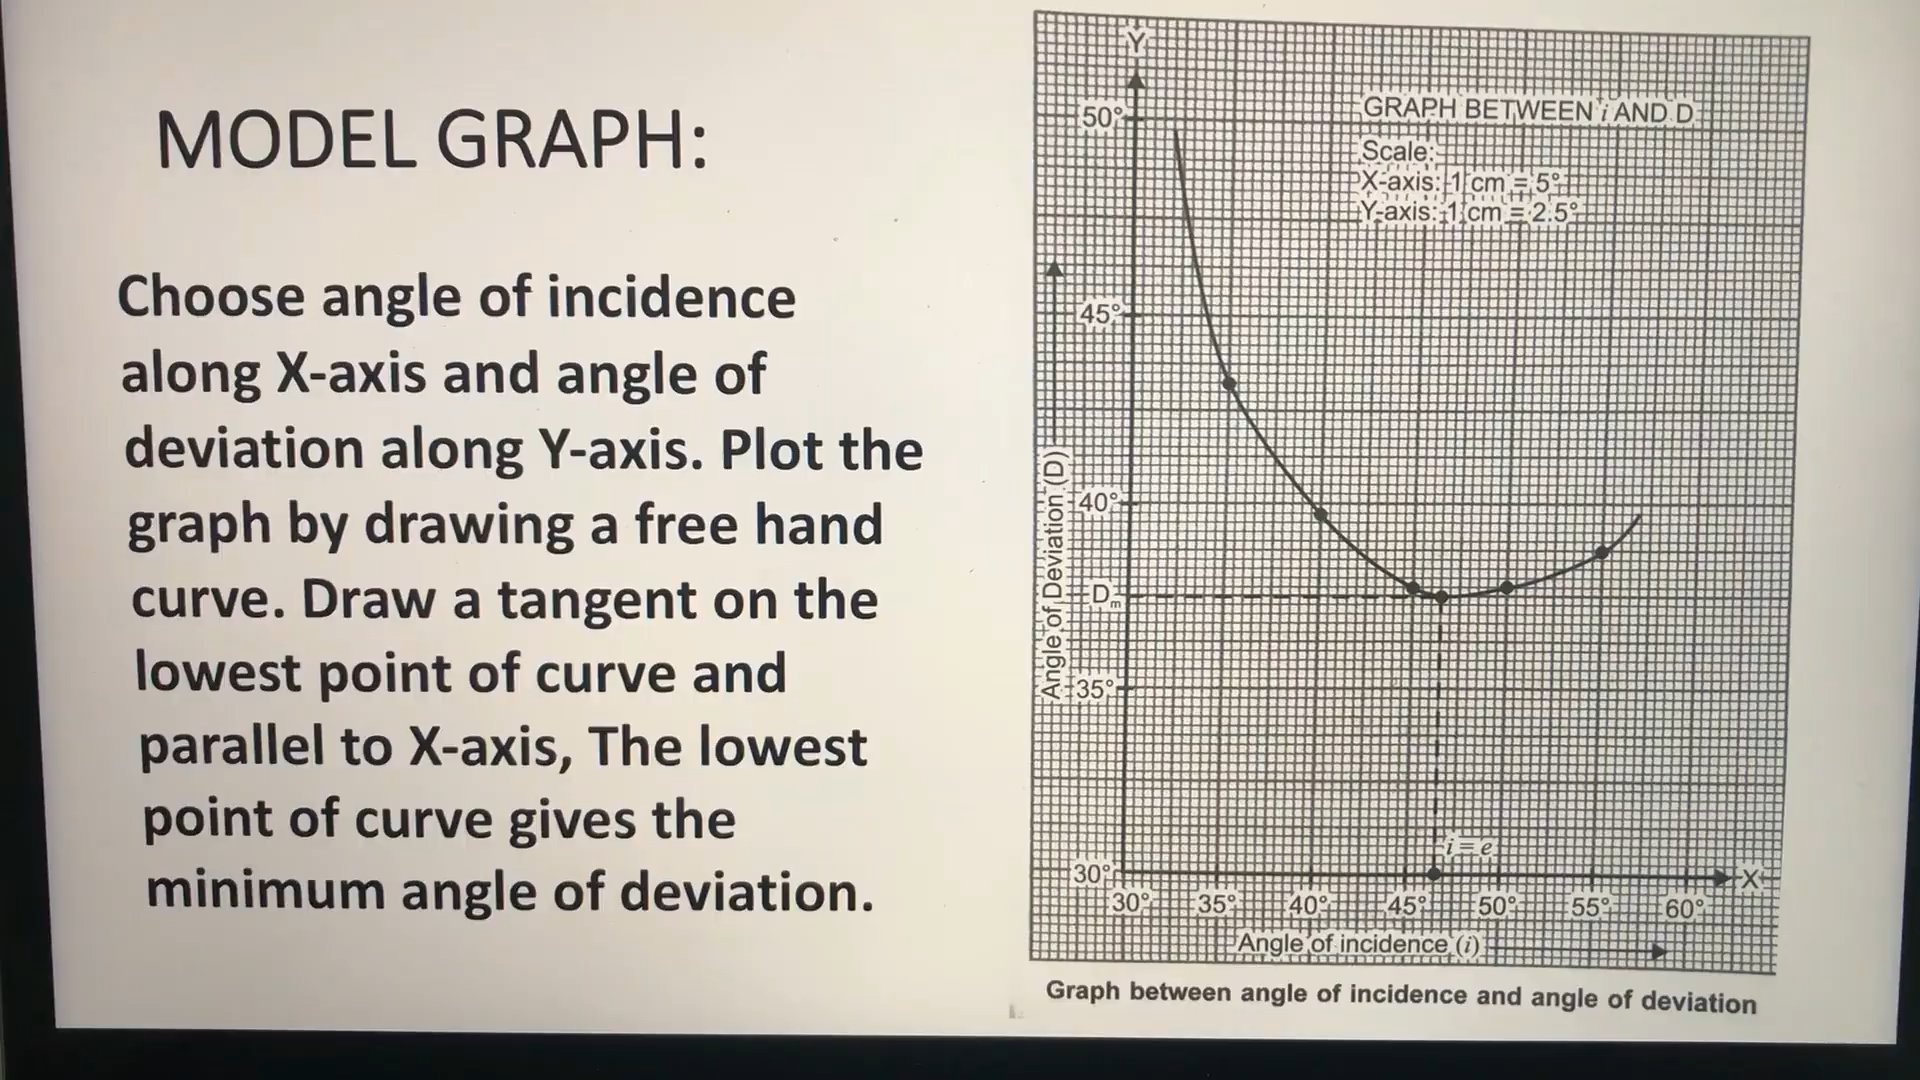 MODEL GRAPH:
Choose angle of incidence
along X-axis and angle of
deviation along Y-axis. Plot the
graph by drawing a free hand
curve. Draw a tangent on the
lowest point of curve and
parallel to X-axis, The lowest
point of curve gives the
minimum angle of deviation.
Y
GRAPH BETWEEN i AND D
Scale:
X-axis: 1 cm = 5°
Y-axis: 1 cm = 2.5°
50°
45°
40°
Dm
35°
30°
Angle of Deviation (D)
i = e
X
30° 35° 40° 45° 50° 55° 60°
Angle of incidence (i)
Graph between angle of incidence and angle of deviation